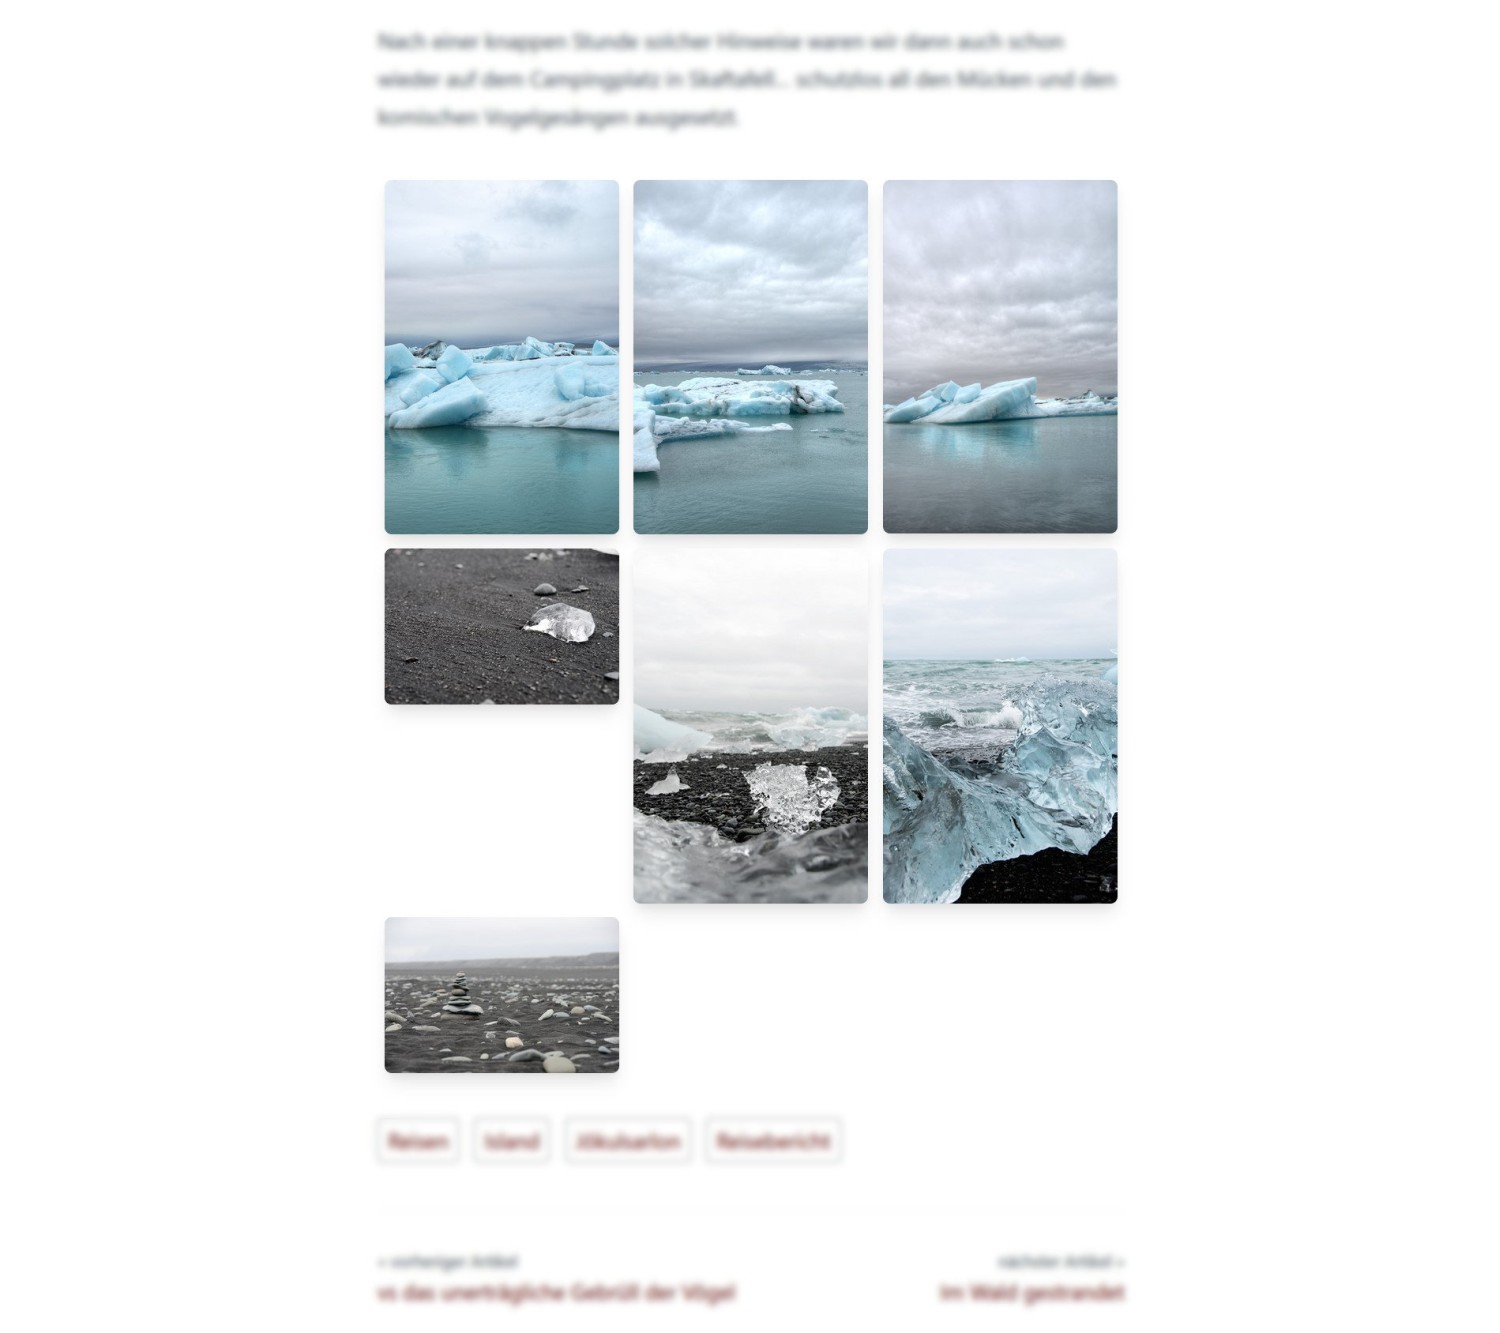 Nach einer knappen Stunde solcher Hinweise waren wir dann auch schon
wieder auf dem Campingplatz in Skaftafell... schutzlos all den Mücken und den
komischen Vogelgesängen ausgesetzt.
Reisen Island Jökulsarlon Reisebericht
« vorheriger Artikel nächster Artikel »
vs das unerträgliche Gebrüll der Vögel Im Wald gestrandet